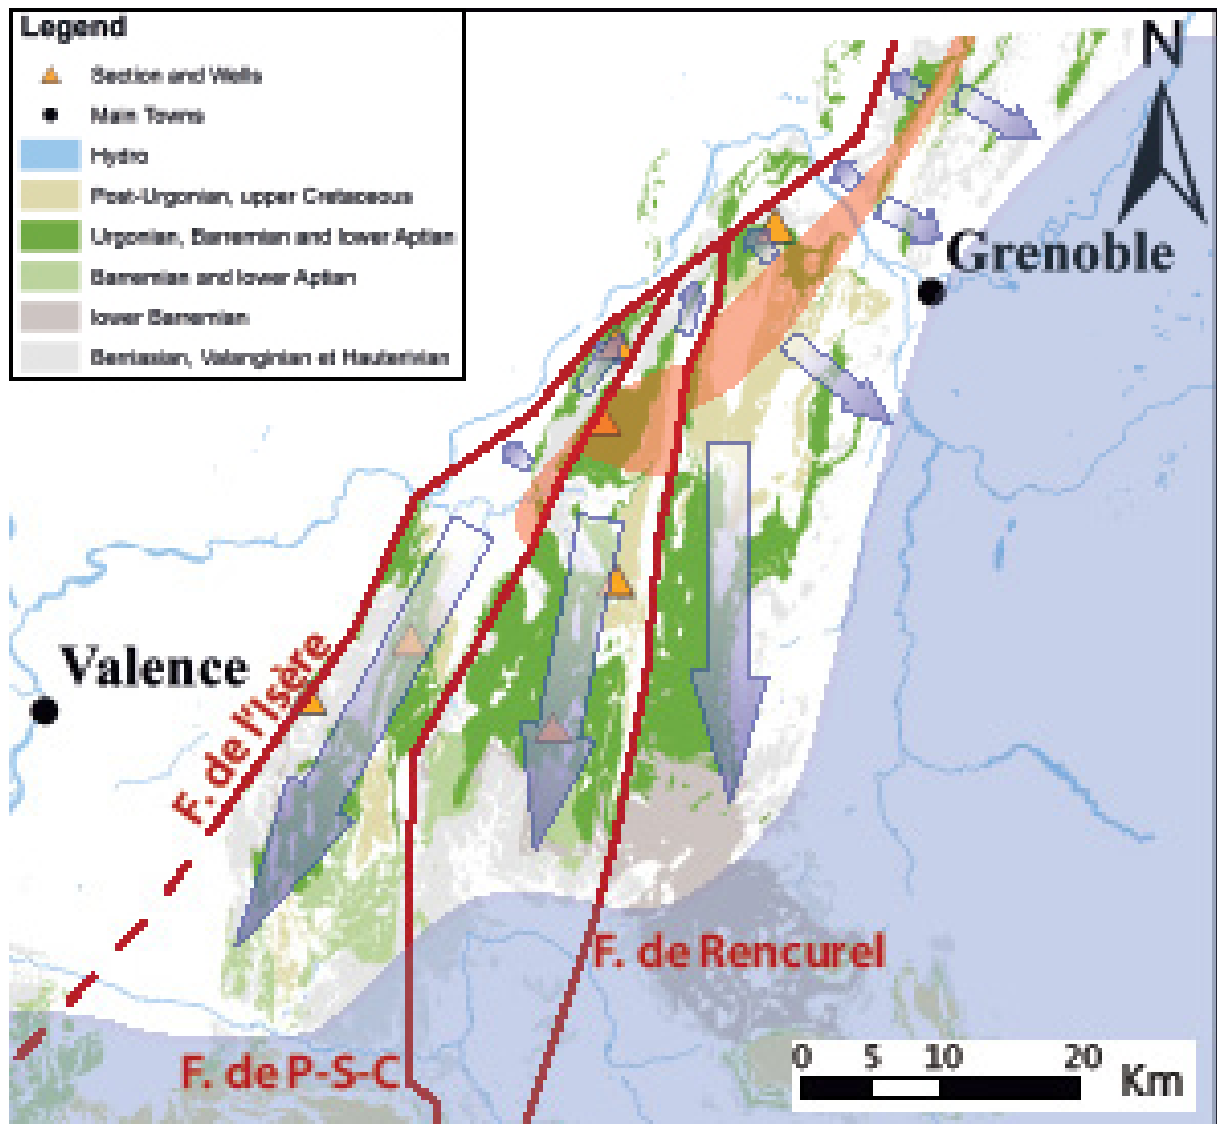 Legend
Section and Wells
Main Towns
Hydro
Post-Urgonian, upper Cretaceous
Urgonian, Barremian and lower Aptian
Barremian and lower Aptian
lower Barremian
Berriasian, Valanginian et Hauterivian
N
Grenoble
Valence
F. de l'Isère
F. de Rencurel
F. de P-S-C
0 5 10 20 Km